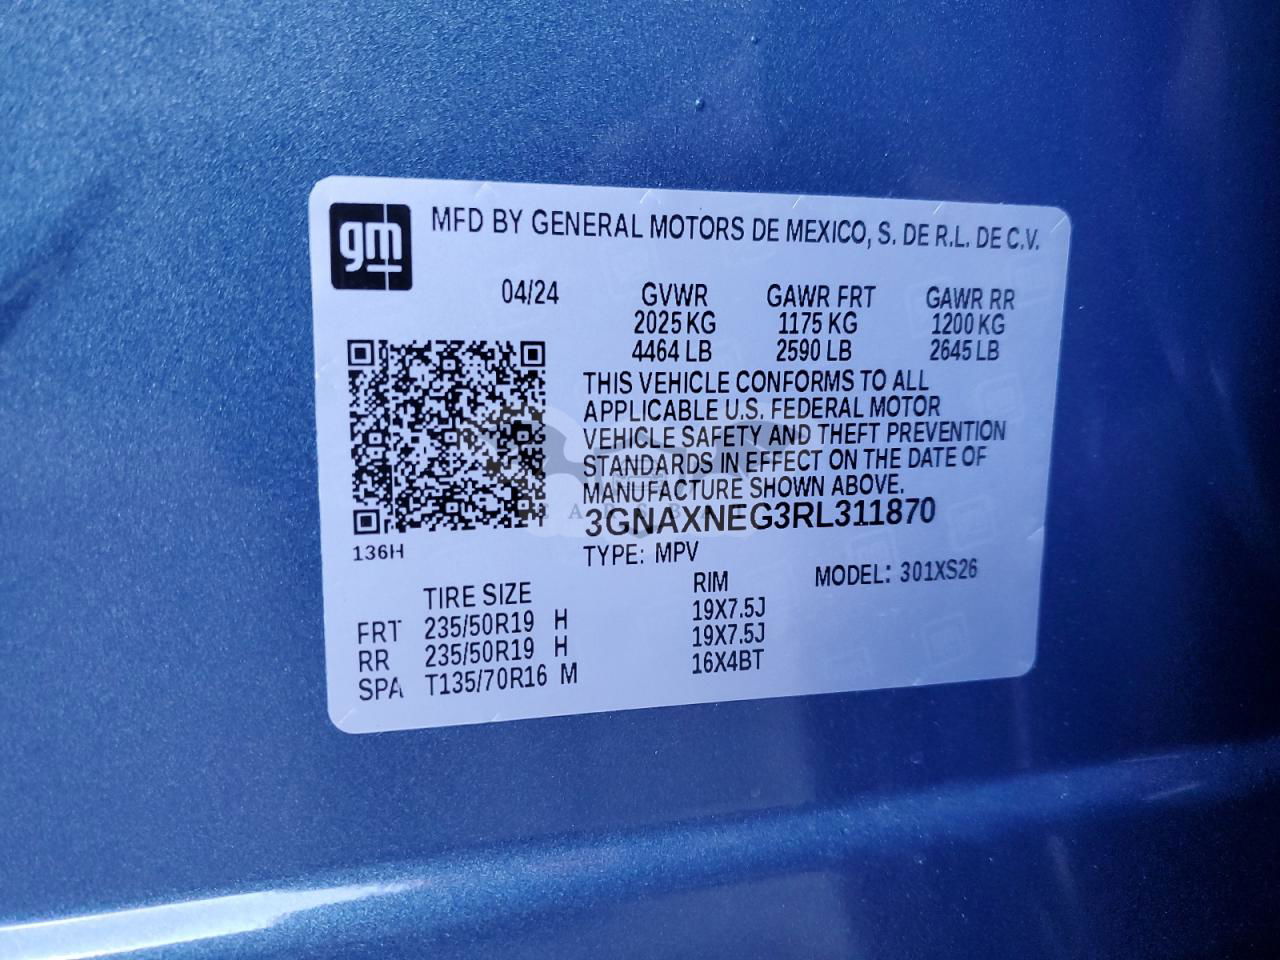 gm
MFD BY GENERAL MOTORS DE MEXICO, S. DE R.L. DE C.V.
04/24 GVWR GAWR FRT GAWR RR
2025 KG 1175 KG 1200 KG
4464 LB 2590 LB 2645 LB
THIS VEHICLE CONFORMS TO ALL
APPLICABLE U.S. FEDERAL MOTOR
VEHICLE SAFETY AND THEFT PREVENTION
STANDARDS IN EFFECT ON THE DATE OF
MANUFACTURE SHOWN ABOVE.
3GNAXNEG3RL311870
136H
TYPE: MPV
MODEL: 301XS26
TIRE SIZE RIM
FRT 235/50R19 H 19X7.5J
RR 235/50R19 H 19X7.5J
SPA T135/70R16 M 16X4BT